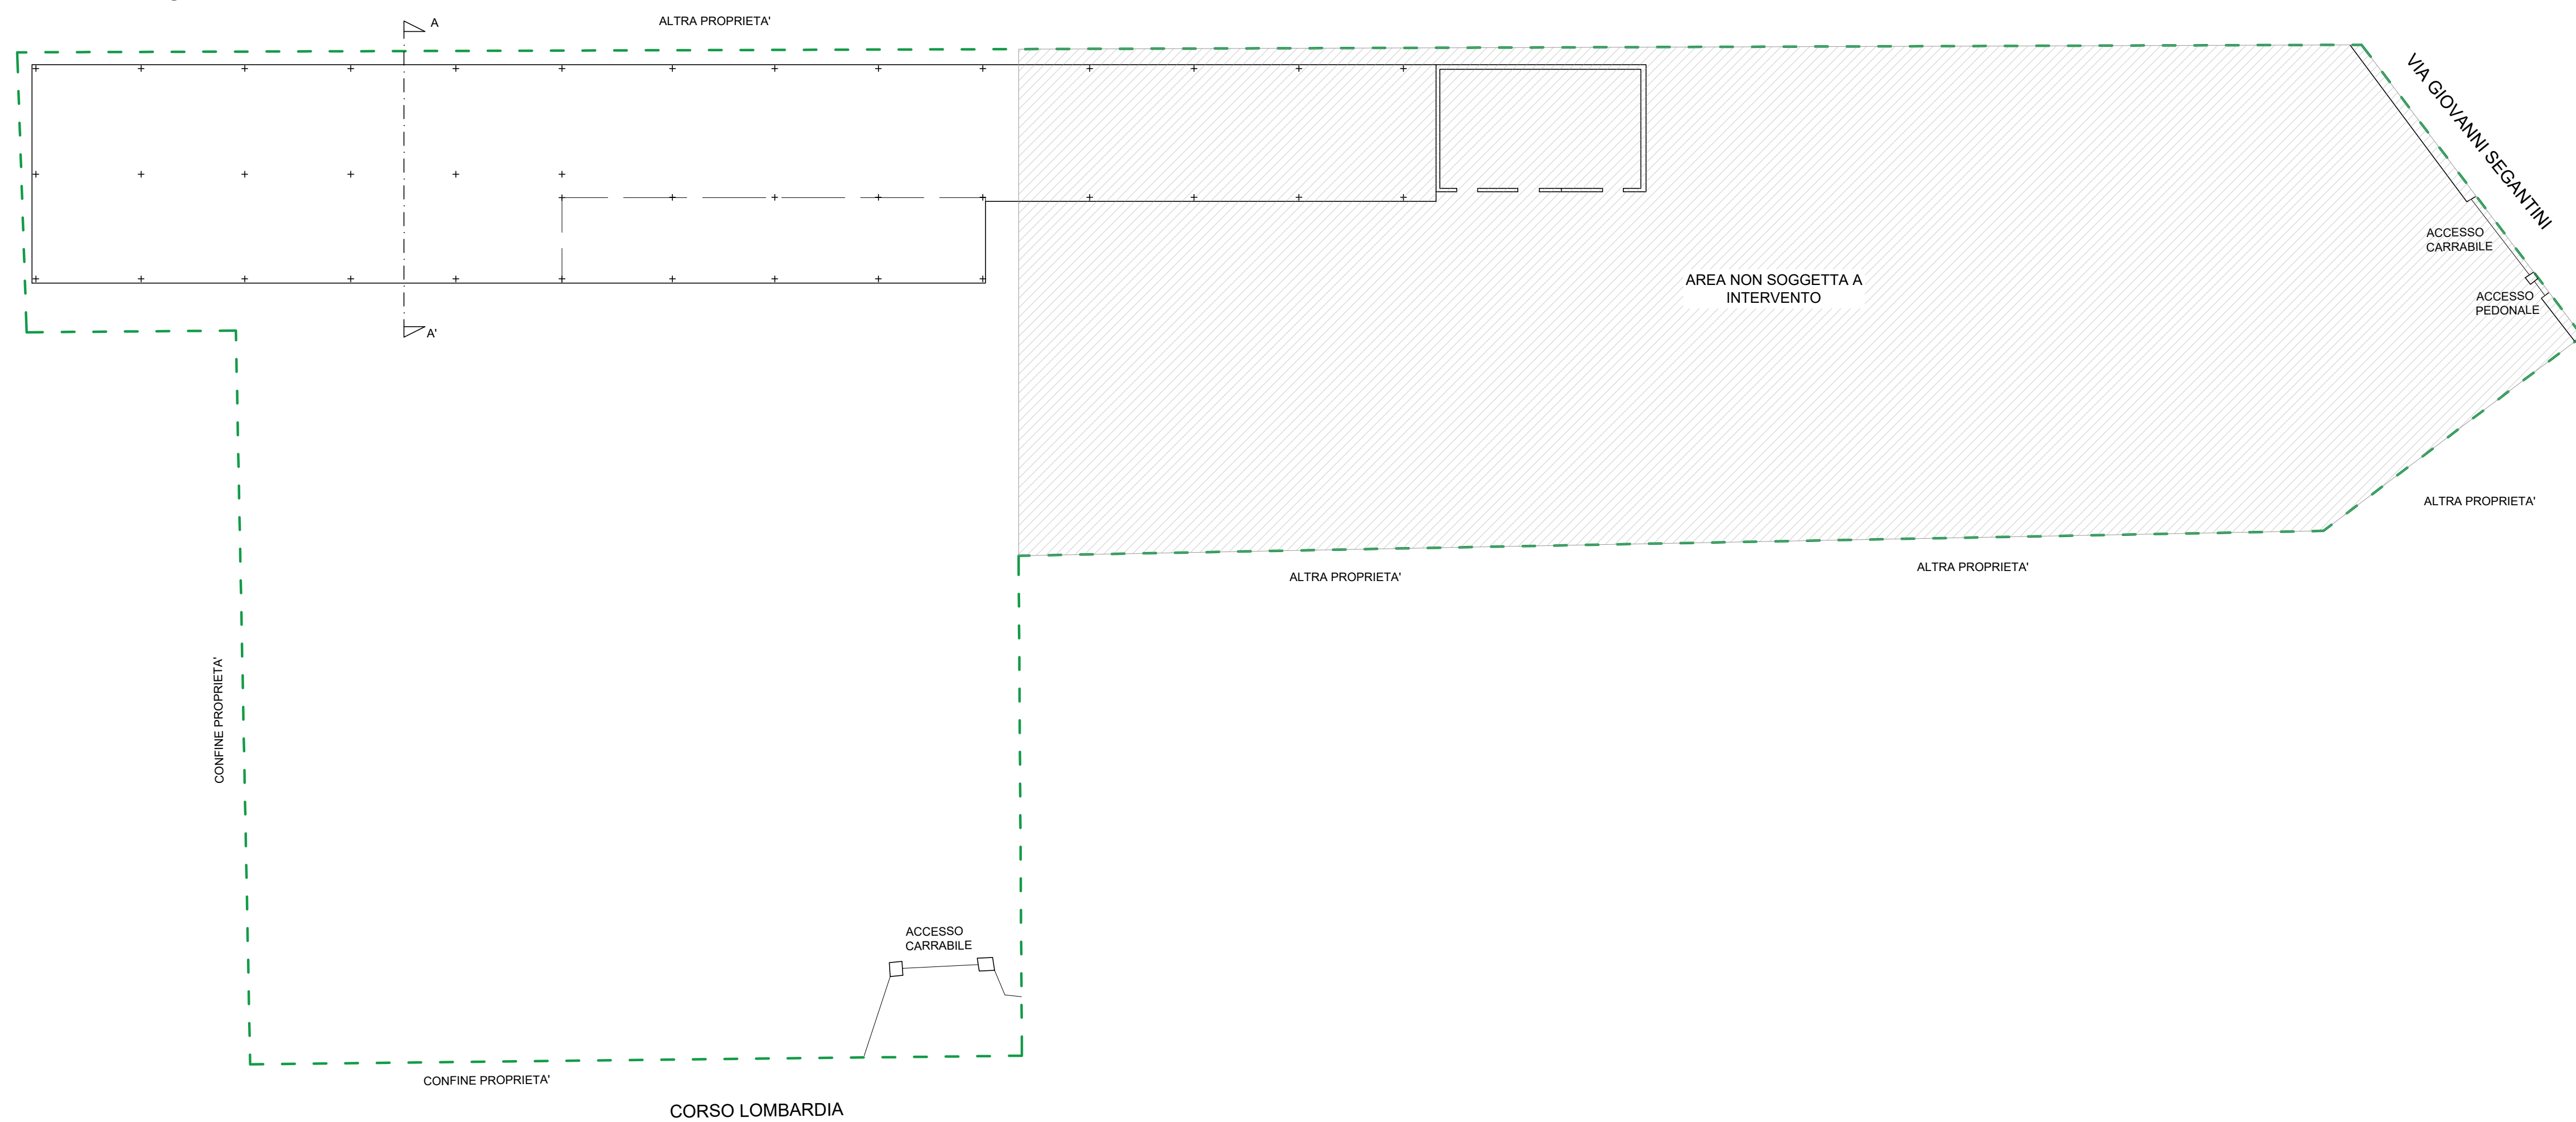 A
ALTRA PROPRIETA'
VIA GIOVANNI SEGANTINI
ACCESSO
CARRABILE
AREA NON SOGGETTA A
INTERVENTO
ACCESSO
PEDONALE
A'
ALTRA PROPRIETA'
ALTRA PROPRIETA'
ALTRA PROPRIETA'
CONFINE PROPRIETA'
ACCESSO
CARRABILE
CONFINE PROPRIETA'
CORSO LOMBARDIA